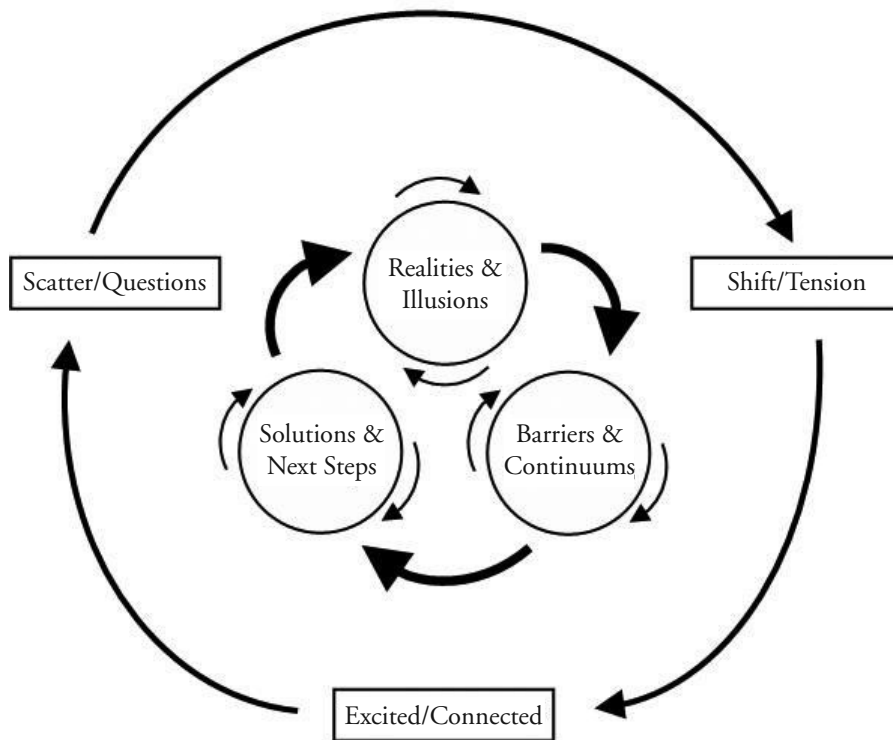 Realities &
Illusions
Scatter/Questions
Shift/Tension
Solutions &
Next Steps
Barriers &
Continuums
Excited/Connected